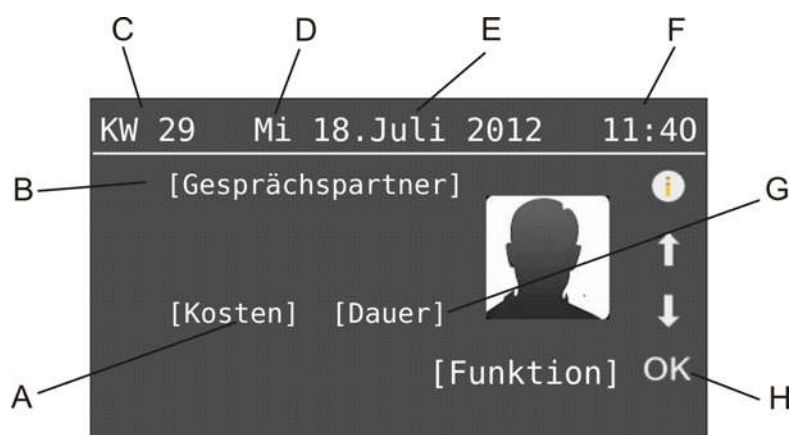 C D E F
KW 29 Mi 18.Juli 2012 11:40
B [Gesprächspartner] i
G
[Kosten] [Dauer]
[Funktion] OK
A H